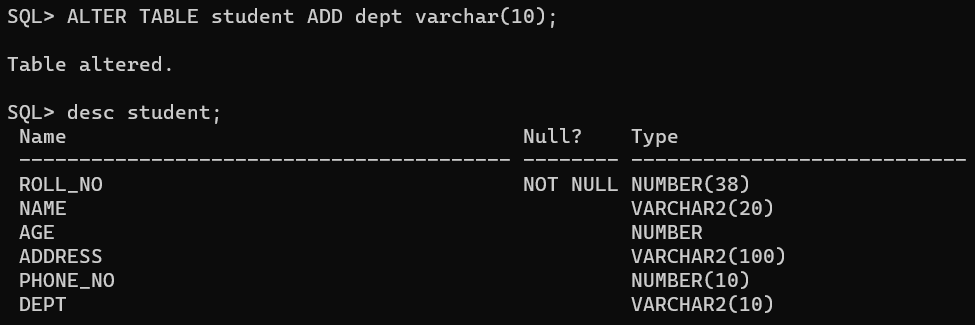 SQL> ALTER TABLE student ADD dept varchar(10);
Table altered.
SQL> desc student;
Name Null? Type
----------------------------------------- -------- ----------------------------
ROLL_NO NOT NULL NUMBER(38)
NAME VARCHAR2(20)
AGE NUMBER
ADDRESS VARCHAR2(100)
PHONE_NO NUMBER(10)
DEPT VARCHAR2(10)